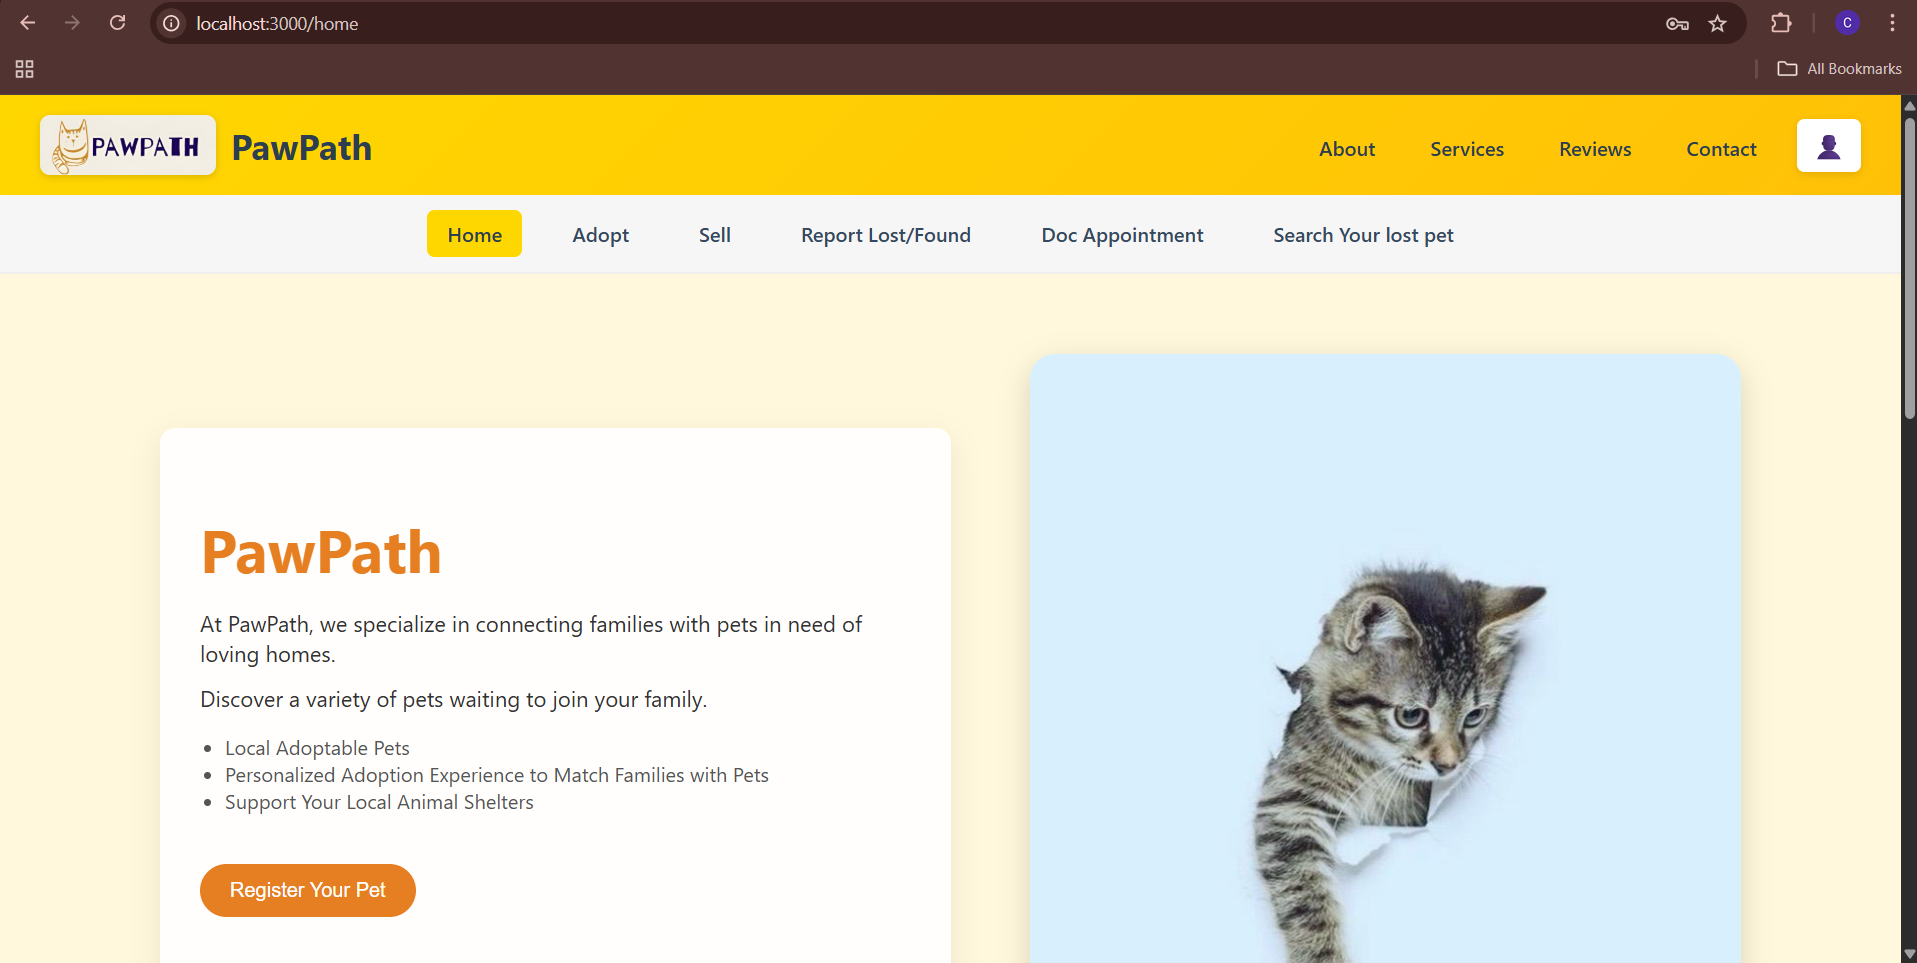 localhost:3000/home
C
All Bookmarks
PAWPATH
PawPath
About
Services
Reviews
Contact
Home
Adopt
Sell
Report Lost/Found
Doc Appointment
Search Your lost pet
PawPath
At PawPath, we specialize in connecting families with pets in need of
loving homes.
Discover a variety of pets waiting to join your family.
Local Adoptable Pets
Personalized Adoption Experience to Match Families with Pets
Support Your Local Animal Shelters
Register Your Pet